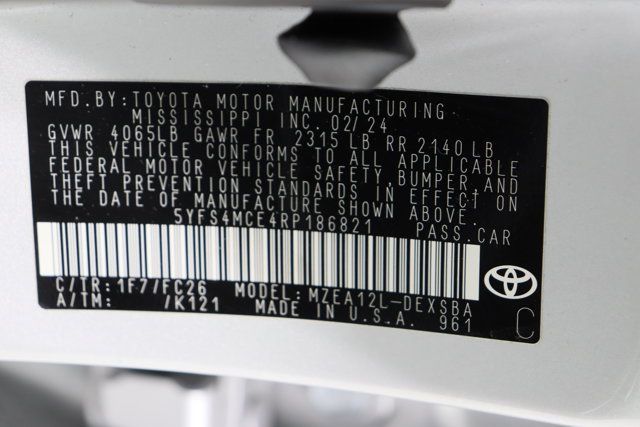 MFD.BY: TOYOTA MOTOR MANUFACTURING
MISSISSIPPI INC. 02/24
GVWR 4065LB GAWR FR 2315 LB RR 2140 LB
THIS VEHICLE CONFORMS TO ALL APPLICABLE
FEDERAL MOTOR VEHICLE SAFETY, BUMPER, AND
THEFT PREVENTION STANDARDS IN EFFECT ON
THE DATE OF MANUFACTURE SHOWN ABOVE.
5YFS4MCE4RP186821 PASS.CAR
C/TR: 1F7/FC26 MODEL: MZEA12L-DEXSBA
A/TM: /K121 MADE IN U.S.A. 961
C